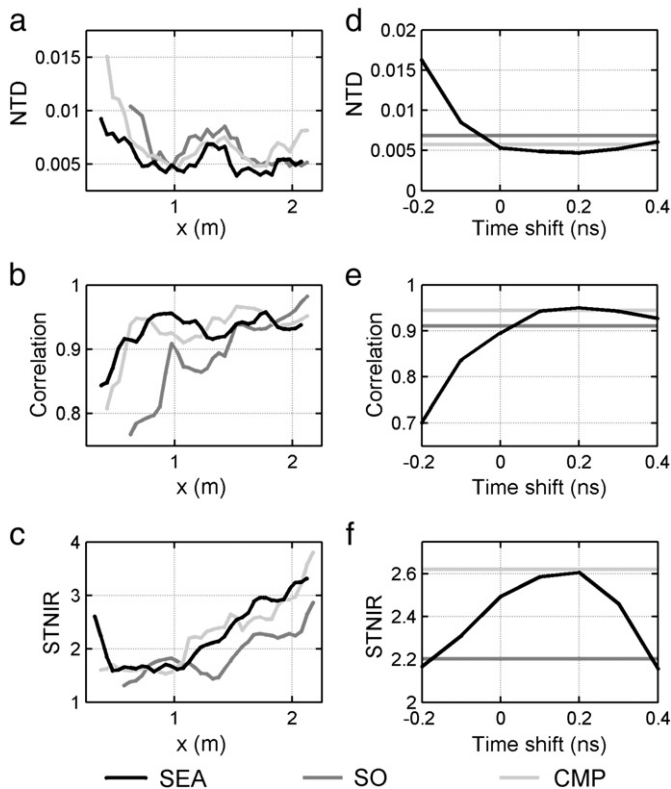 a
0.015
0.01
0.005
NTD
1
2
x (m)
d
0.02
0.015
0.01
0.005
0
NTD
-0.2
0
0.2
0.4
Time shift (ns)
b
1
0.9
0.8
Correlation
1
2
x (m)
e
1
0.9
0.8
0.7
Correlation
-0.2
0
0.2
0.4
Time shift (ns)
c
4
3
2
1
STNIR
1
2
x (m)
f
2.6
2.2
2
STNIR
-0.2
0
0.2
0.4
Time shift (ns)
SEA SO CMP